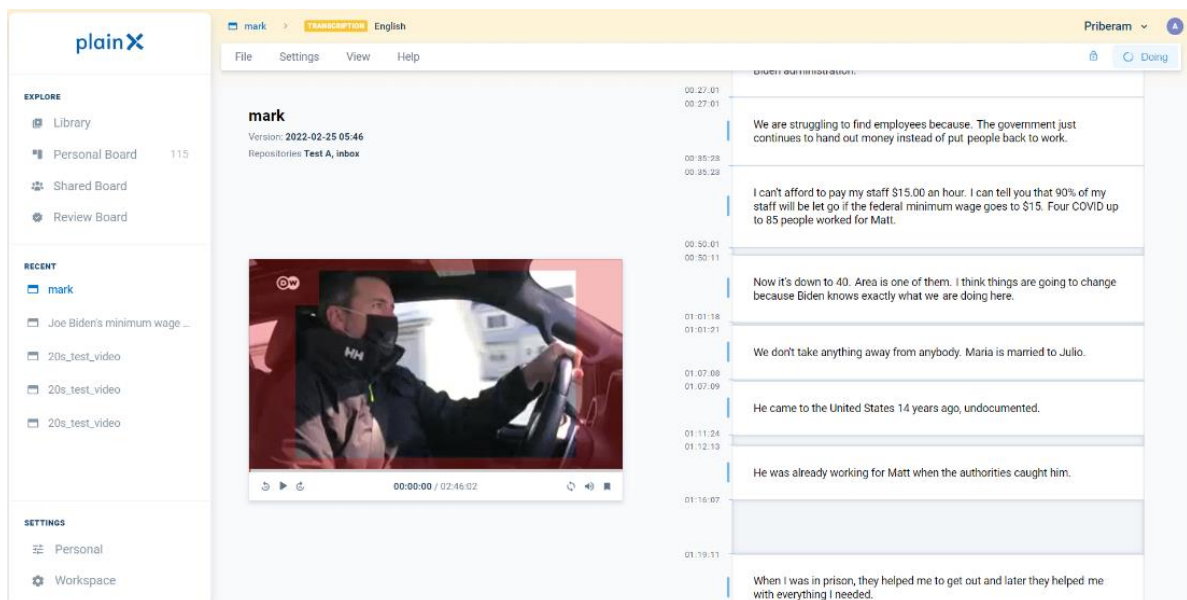 plain X
EXPLORE
Library
Personal Board 115
Shared Board
Review Board
RECENT
mark
Joe Biden's minimum wage ...
20s_test_video
20s_test_video
20s_test_video
SETTINGS
Personal
Workspace
mark > TRANSCRIPTION English
Priberam
A
File Settings View Help
Doing
mark
Version: 2022-02-25 05:46
Repositories Test A, inbox
DW
HH
00:00:00 / 02:46:02
Biden administration.
00:27:01
00:27:01
We are struggling to find employees because. The government just
continues to hand out money instead of put people back to work.
00:35:23
00:35:23
I can't afford to pay my staff $15.00 an hour. I can tell you that 90% of my
staff will be let go if the federal minimum wage goes to $15. Four COVID up
to 85 people worked for Matt.
00:50:01
00:50:11
Now it's down to 40. Area is one of them. I think things are going to change
because Biden knows exactly what we are doing here.
01:01:18
01:01:21
We don't take anything away from anybody. Maria is married to Julio.
01:07:08
01:07:09
He came to the United States 14 years ago, undocumented.
01:11:24
01:12:13
He was already working for Matt when the authorities caught him.
01:16:07
01:19:11
When I was in prison, they helped me to get out and later they helped me
with everything I needed.